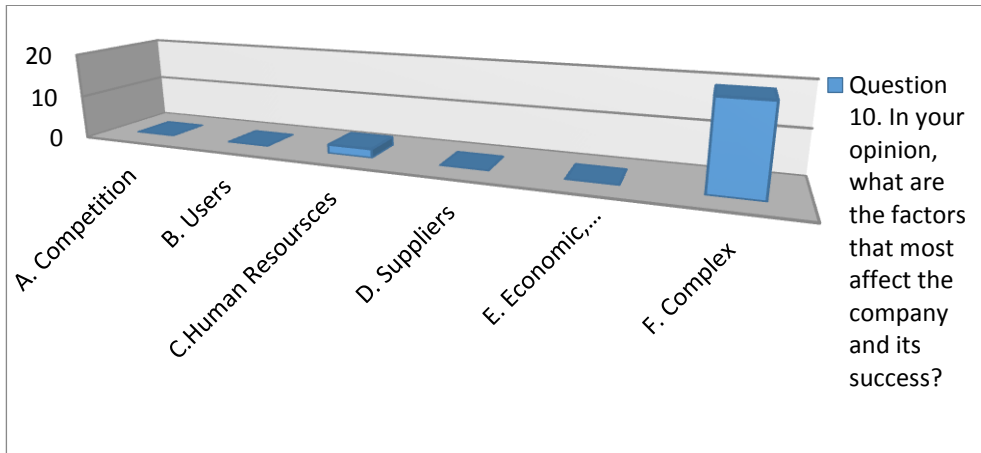 20
10
0
A. Competition
B. Users
C.Human Resoursces
D. Suppliers
E. Economic,...
F. Complex
Question
10. In your
opinion,
what are
the factors
that most
affect the
company
and its
success?